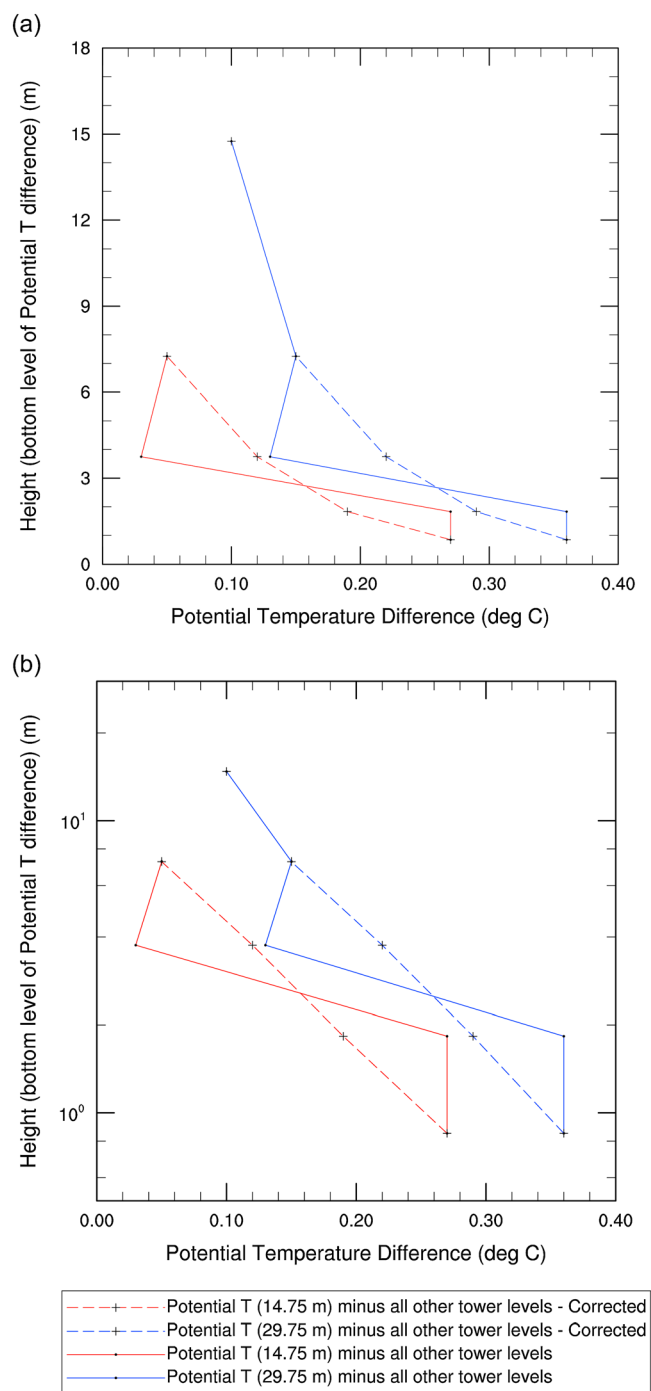 (a)
Height (bottom level of Potential T difference) (m)
18
15
12
9
6
3
0
0.00 0.10 0.20 0.30 0.40
Potential Temperature Difference (deg C)
(b)
Height (bottom level of Potential T difference) (m)
10¹
10⁰
0.00 0.10 0.20 0.30 0.40
Potential Temperature Difference (deg C)
Potential T (14.75 m) minus all other tower levels - Corrected
Potential T (29.75 m) minus all other tower levels - Corrected
Potential T (14.75 m) minus all other tower levels
Potential T (29.75 m) minus all other tower levels